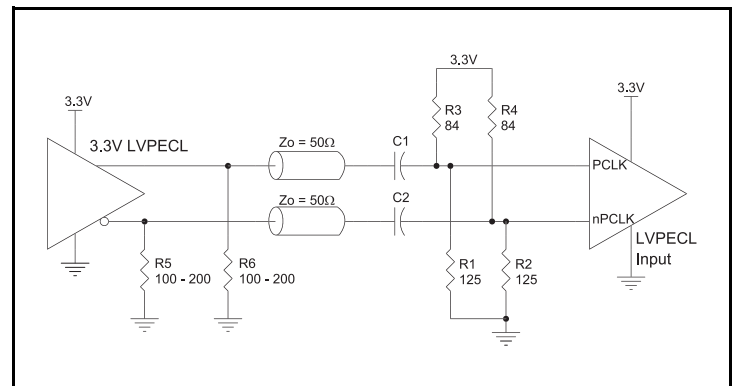 3.3V
3.3V
3.3V
3.3V LVPECL
R3
84
R4
84
Zo = 50Ω
C1
PCLK
Zo = 50Ω
C2
nPCLK
LVPECL
Input
R5
100 - 200
R6
100 - 200
R1
125
R2
125